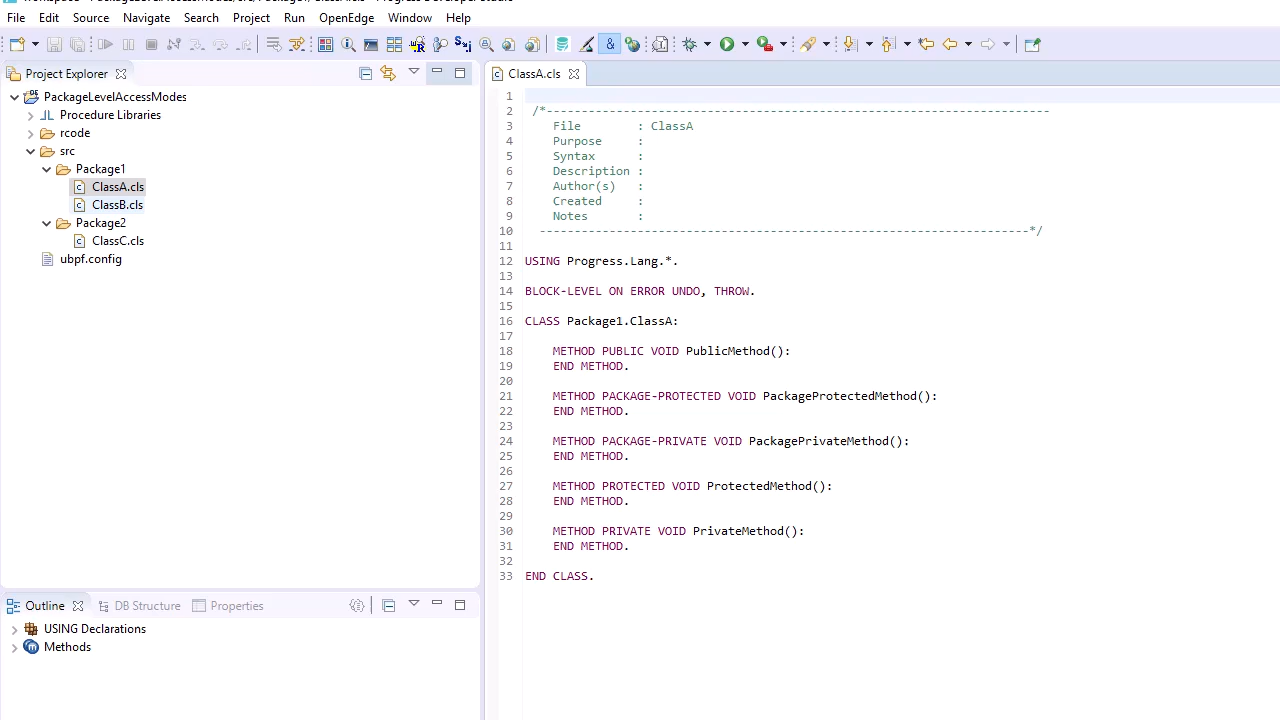 File Edit Source Navigate Search Project Run OpenEdge Window Help
Project Explorer
PackageLevelAccessModes
Procedure Libraries
rcode
src
Package1
ClassA.cls
ClassB.cls
Package2
ClassC.cls
ubpf.config
Outline DB Structure Properties
USING Declarations
Methods
ClassA.cls
1
2 /*------------------------------------------------------------------------
3 File : ClassA
4 Purpose :
5 Syntax :
6 Description :
7 Author(s) :
8 Created :
9 Notes :
10 ----------------------------------------------------------------------*/
11
12 USING Progress.Lang.*.
13
14 BLOCK-LEVEL ON ERROR UNDO, THROW.
15
16 CLASS Package1.ClassA:
17
18 METHOD PUBLIC VOID PublicMethod():
19 END METHOD.
20
21 METHOD PACKAGE-PROTECTED VOID PackageProtectedMethod():
22 END METHOD.
23
24 METHOD PACKAGE-PRIVATE VOID PackagePrivateMethod():
25 END METHOD.
26
27 METHOD PROTECTED VOID ProtectedMethod():
28 END METHOD.
29
30 METHOD PRIVATE VOID PrivateMethod():
31 END METHOD.
32
33 END CLASS.